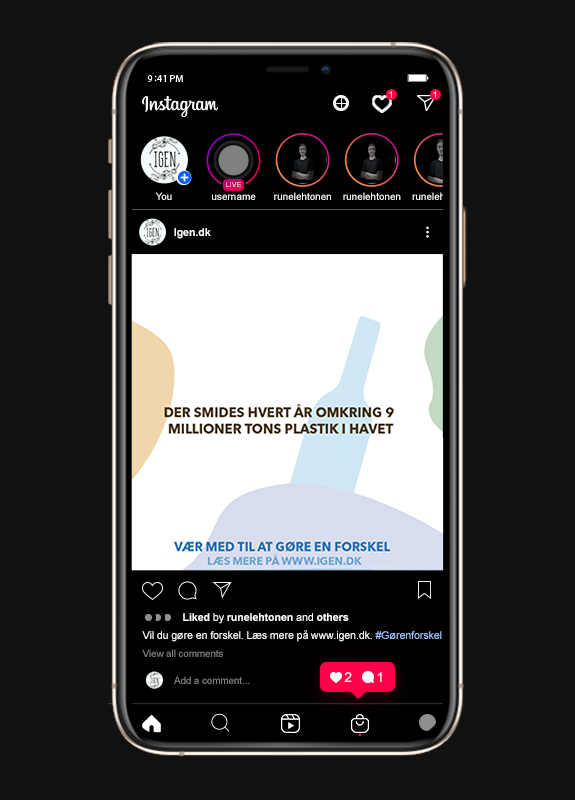 9:41 PM
Instagram
1
1
IGEN
LIVE
You
username
runelehtonen
runelehtonen
runeleh
IGEN
Igen.dk
DER SMIDES HVERT ÅR OMKRING 9
MILLIONER TONS PLASTIK I HAVET
VÆR MED TIL AT GØRE EN FORSKEL
LÆS MERE PÅ WWW.IGEN.DK
Liked by runelehtonen and others
Vil du gøre en forskel. Læs mere på www.igen.dk. #Gørenforskel
View all comments
IGEN
Add a comment...
2
1